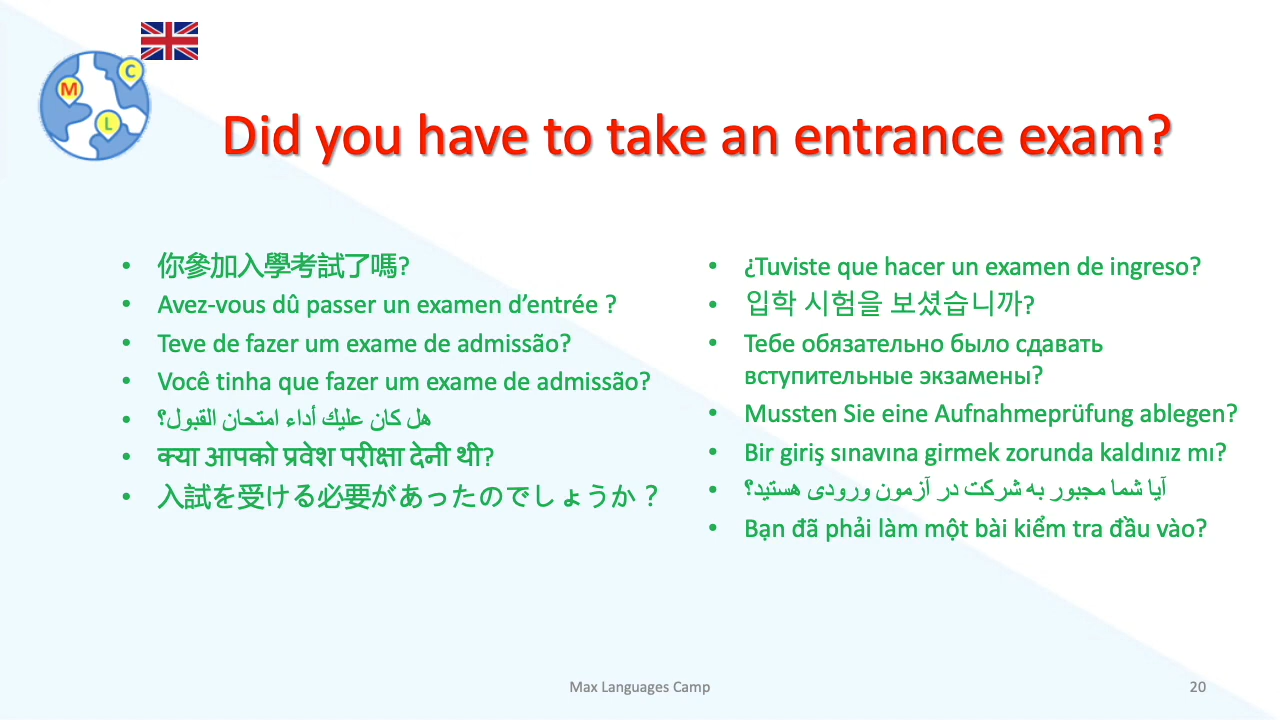 C
M
L
Did you have to take an entrance exam?
• 你參加入學考試了嗎?
• Avez-vous dû passer un examen d’entrée ?
• Teve de fazer um exame de admissão?
• Você tinha que fazer um exame de admissão?
• هل كان عليك أداء امتحان القبول؟
• क्या आपको प्रवेश परीक्षा देनी थी?
• 入試を受ける必要があったのでしょうか？
• ¿Tuviste que hacer un examen de ingreso?
• 입학 시험을 보셨습니까?
• Тебе обязательно было сдавать
вступительные экзамены?
• Mussten Sie eine Aufnahmeprüfung ablegen?
• Bir giriş sınavına girmek zorunda kaldınız mı?
• آیا شما مجبور به شرکت در آزمون ورودی هستید؟
• Bạn đã phải làm một bài kiểm tra đầu vào?
Max Languages Camp
20